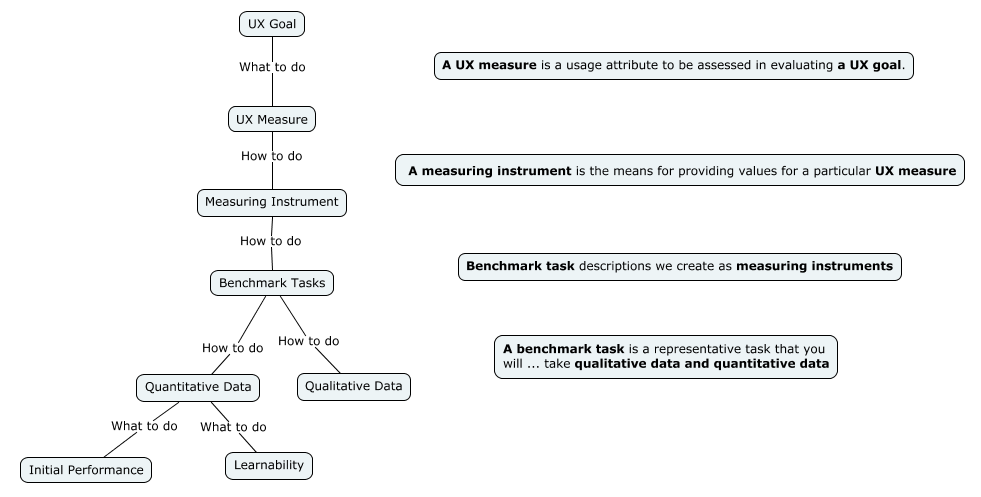 UX Goal
What to do
A UX measure is a usage attribute to be assessed in evaluating a UX goal.
UX Measure
How to do
A measuring instrument is the means for providing values for a particular UX measure
Measuring Instrument
How to do
Benchmark task descriptions we create as measuring instruments
Benchmark Tasks
How to do
How to do
A benchmark task is a representative task that you
will ... take qualitative data and quantitative data
Quantitative Data
Qualitative Data
What to do
What to do
Initial Performance
Learnability